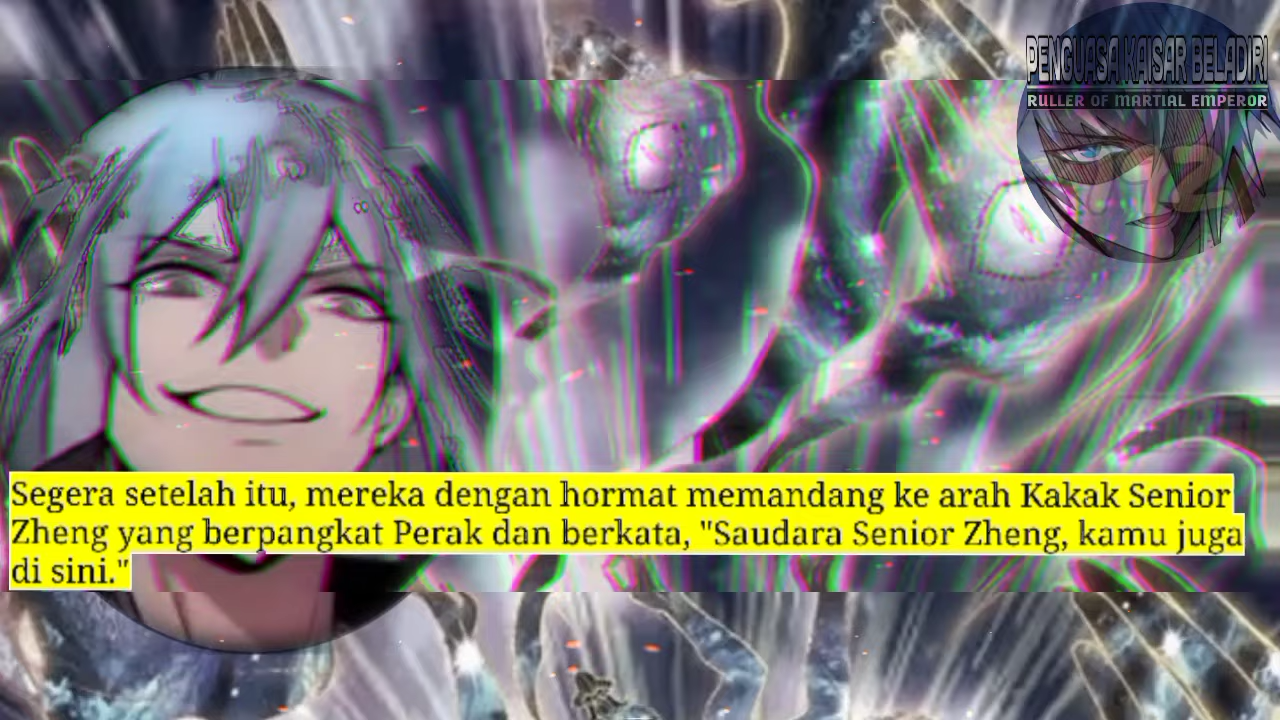 PENGUASA KAISAR BELADIRI
RULLER OF MARTIAL EMPEROR
Segera setelah itu, mereka dengan hormat memandang ke arah Kakak Senior
Zheng yang berpangkat Perak dan berkata, "Saudara Senior Zheng, kamu juga
di sini."